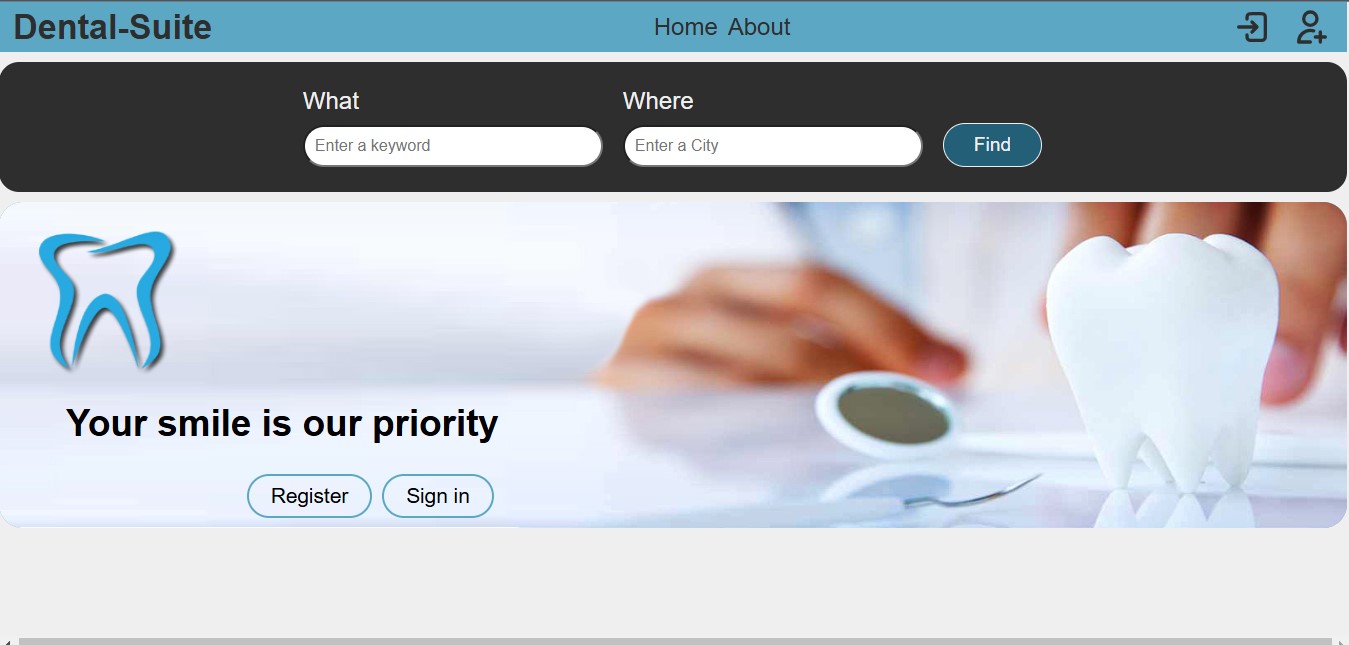 Dental-Suite
Home About
What
Where
Enter a keyword
Enter a City
Find
Your smile is our priority
Register
Sign in